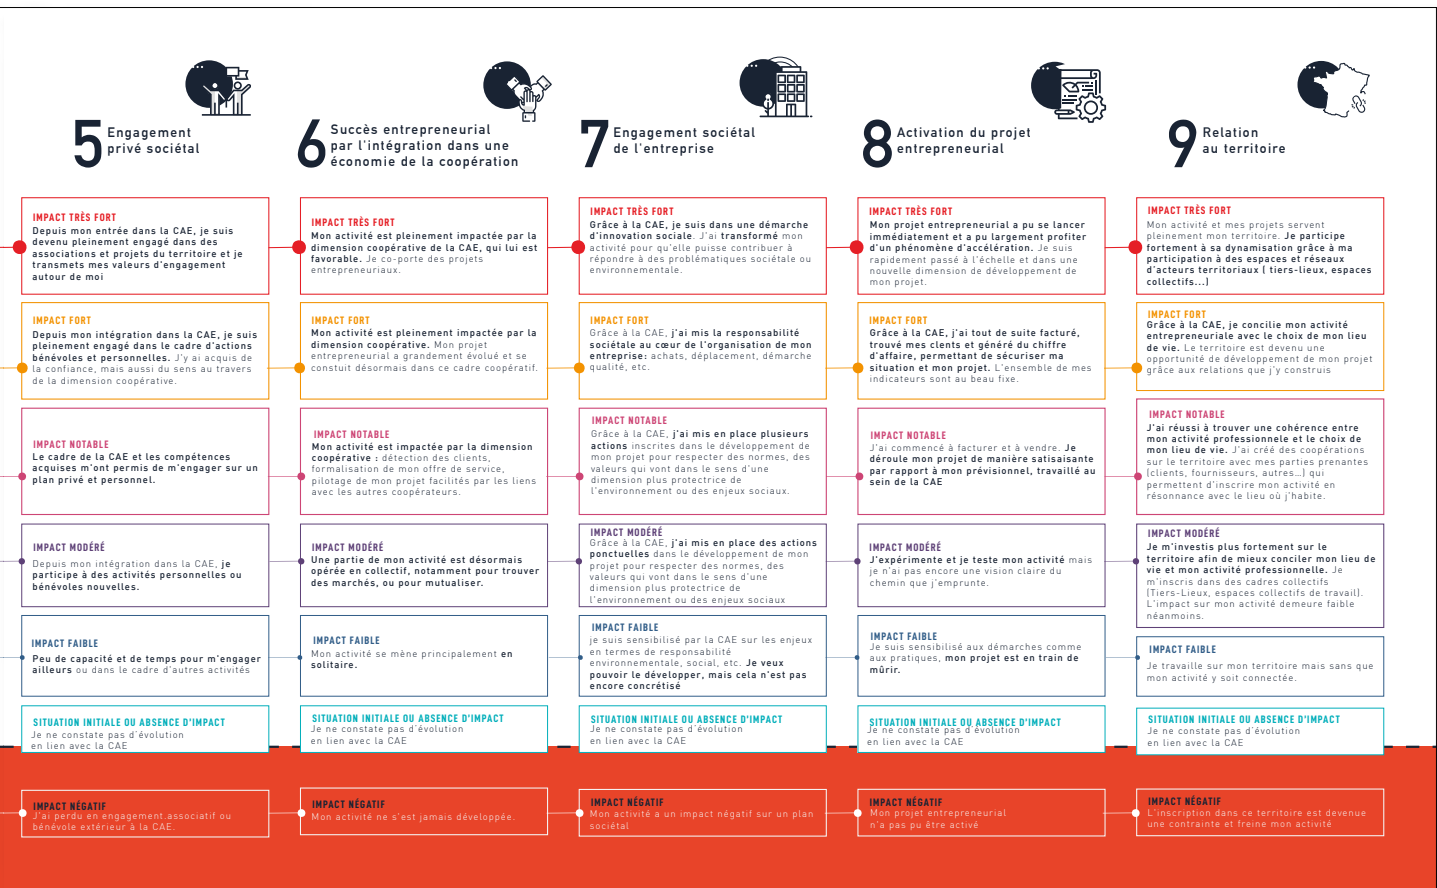 5 Engagement
privé sociétal
IMPACT TRÈS FORT
Depuis mon entrée dans la CAE, je suis
devenu pleinement engagé dans des
associations et projets du territoire et je
transmets mes valeurs d'engagement
autour de moi
IMPACT FORT
Depuis mon intégration dans la CAE, je suis
pleinement engagé dans le cadre d'actions
bénévoles et personnelles. J'y ai acquis de
la confiance, mais aussi du sens au travers
de la dimension coopérative.
IMPACT NOTABLE
Le cadre de la CAE et les compétences
acquises m'ont permis de m'engager sur un
plan privé et personnel.
IMPACT MODÉRÉ
Depuis mon intégration dans la CAE, je
participe à des activités personnelles ou
bénévoles nouvelles.
IMPACT FAIBLE
Peu de capacité et de temps pour m'engager
ailleurs ou dans le cadre d'autres activités
SITUATION INITIALE OU ABSENCE D'IMPACT
Je ne constate pas d'évolution
en lien avec la CAE
IMPACT NÉGATIF
J'ai perdu en engagement.associatif ou
bénévole extérieur à la CAE.
6 Succès entrepreneurial
par l'intégration dans une
économie de la coopération
IMPACT TRÈS FORT
Mon activité est pleinement impactée par la
dimension coopérative de la CAE, qui lui est
favorable. Je co-porte des projets
entrepreneuriaux.
IMPACT FORT
Mon activité est pleinement impactée par la
dimension coopérative. Mon projet
entrepreneurial a grandement évolué et se
constuit désormais dans ce cadre coopératif.
IMPACT NOTABLE
Mon activité est impactée par la dimension
coopérative : détection des clients,
formalisation de mon offre de service,
pilotage de mon projet facilités par les liens
avec les autres coopérateurs.
IMPACT MODÉRÉ
Une partie de mon activité est désormais
opérée en collectif, notamment pour trouver
des marchés, ou pour mutualiser.
IMPACT FAIBLE
Mon activité se mène principalement en
solitaire.
SITUATION INITIALE OU ABSENCE D'IMPACT
Je ne constate pas d'évolution
en lien avec la CAE
IMPACT NÉGATIF
Mon activité ne s'est jamais développée.
7 Engagement sociétal
de l'entreprise
IMPACT TRÈS FORT
Grâce à la CAE, je suis dans une démarche
d'innovation sociale. J'ai transformé mon
activité pour qu'elle puisse contribuer à
répondre à des problématiques sociétale ou
environnementale.
IMPACT FORT
Grâce à la CAE, j'ai mis la responsabilité
sociétale au cœur de l'organisation de mon
entreprise: achats, déplacement, démarche
qualité, etc.
IMPACT NOTABLE
Grâce à la CAE, j'ai mis en place plusieurs
actions inscrites dans le développement de
mon projet pour respecter des normes, des
valeurs qui vont dans le sens d'une
dimension plus protectrice de
l'environnement ou des enjeux sociaux.
IMPACT MODÉRÉ
Grâce à la CAE, j'ai mis en place des actions
ponctuelles dans le développement de mon
projet pour respecter des normes, des
valeurs qui vont dans le sens d'une
dimension plus protectrice de
l'environnement ou des enjeux sociaux
IMPACT FAIBLE
je suis sensibilisé par la CAE sur les enjeux
en termes de responsabilité
environnementale, social, etc. Je veux
pouvoir le développer, mais cela n'est pas
encore concrétisé
SITUATION INITIALE OU ABSENCE D'IMPACT
Je ne constate pas d'évolution
en lien avec la CAE
IMPACT NÉGATIF
Mon activité a un impact négatif sur un plan
sociétal
8 Activation du projet
entrepreneurial
IMPACT TRÈS FORT
Mon projet entrepreneurial a pu se lancer
immédiatement et a pu largement profiter
d'un phénomène d'accélération. Je suis
rapidement passé à l'échelle et dans une
nouvelle dimension de développement de
mon projet.
IMPACT FORT
Grâce à la CAE, j'ai tout de suite facturé,
trouvé mes clents et généré du chiffre
d'affaire, permettant de sécuriser ma
situation et mon projet. L'ensemble de mes
indicateurs sont au beau fixe.
IMPACT NOTABLE
J'ai commencé à facturer et à vendre. Je
déroule mon projet de manière satisaisante
par rapport à mon prévisionnel, travaillé au
sein de la CAE
IMPACT MODÉRÉ
J'expérimente et je teste mon activité mais
je n'ai pas encore une vision claire du
chemin que j'emprunte.
IMPACT FAIBLE
Je suis sensibilisé aux démarches comme
aux pratiques, mon projet est en train de
mûrir.
SITUATION INITIALE OU ABSENCE D'IMPACT
Je ne constate pas d'évolution
en lien avec la CAE
IMPACT NÉGATIF
Mon projet entrepreneurial
n'a pas pu être activé
9 Relation
au territoire
IMPACT TRÈS FORT
Mon activité et mes projets servent
pleinement mon territoire. Je participe
fortement à sa dynamisation grâce à ma
participation à des espaces et réseaux
d'acteurs territoriaux ( tiers-lieux, espaces
collectifs...)
IMPACT FORT
Grâce à la CAE, je concilie mon activité
entrepreneuriale avec le choix de mon lieu
de vie. Le territoire est devenu une
opportunité de développement de mon projet
grâce aux relations que j'y construis
IMPACT NOTABLE
J'ai réussi à trouver une cohérence entre
mon activité professionnelle et le choix de
mon lieu de vie. J'ai créé des coopérations
sur le territoire avec mes parties prenantes
(clients, fournisseurs, autres...) qui
permettent d'inscrire mon activité en
résonnance avec le lieu où j'habite.
IMPACT MODÉRÉ
Je m'investis plus fortement sur le
territoire afin de mieux concilier mon lieu de
vie et mon activité professionnelle. Je
m'inscris dans des cadres collectifs
(Tiers-Lieux, espaces collectifs de travail).
L'impact sur mon activité demeure faible
néanmoins.
IMPACT FAIBLE
Je travaille sur mon territoire mais sans que
mon activité y soit connectée.
SITUATION INITIALE OU ABSENCE D'IMPACT
Je ne constate pas d'évolution
en lien avec la CAE
IMPACT NÉGATIF
L'inscription dans ce territoire est devenue
une contrainte et freine mon activité